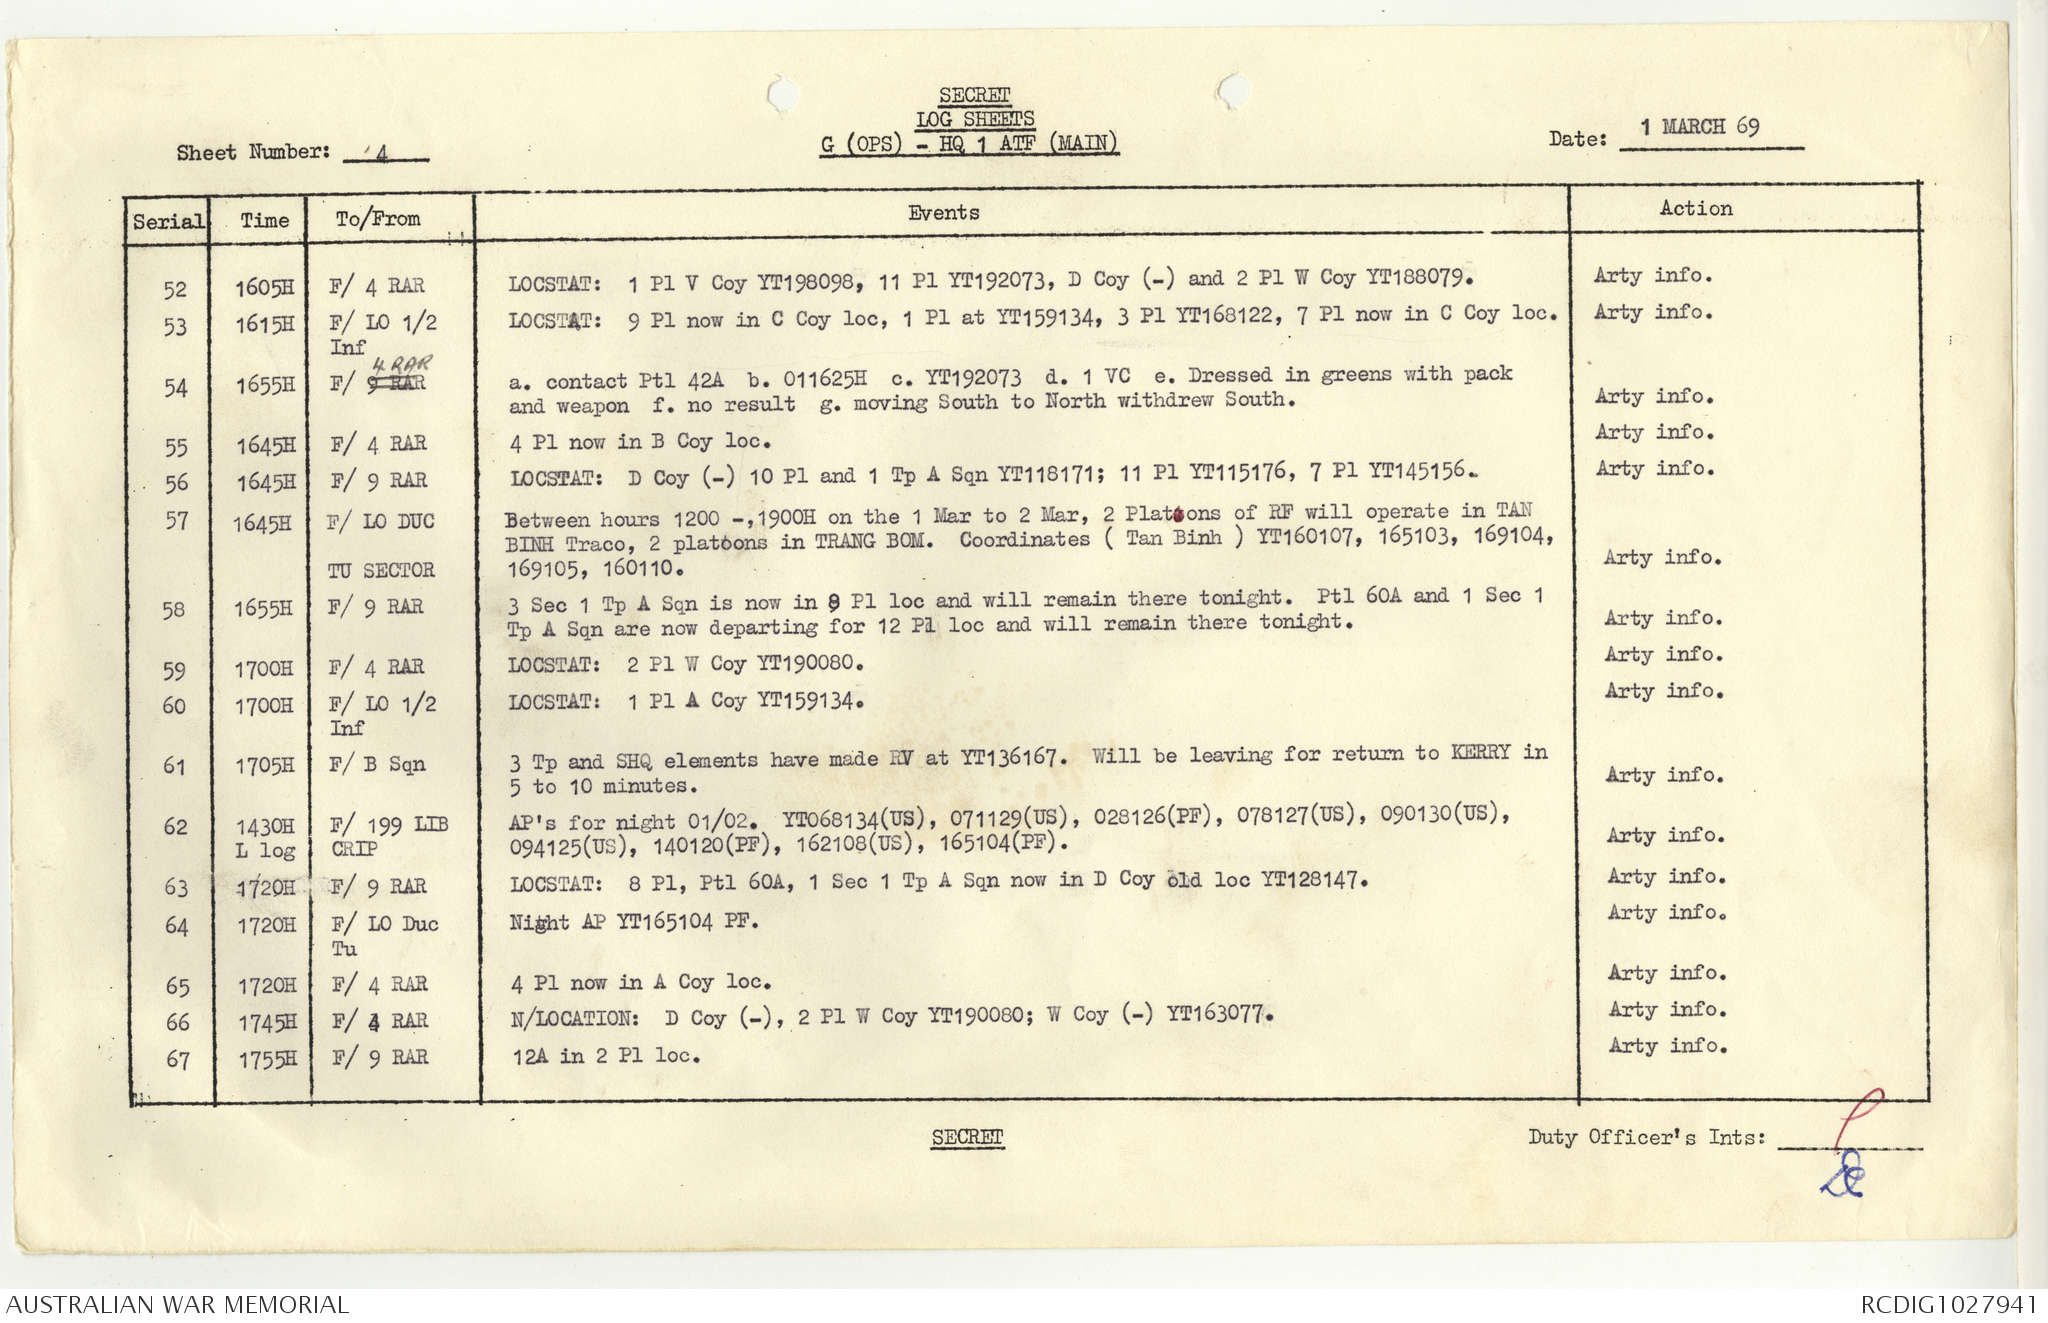 SECRET
LOG SHEETS
G (OPS) - HQ 1 ATF (MAIN)
Sheet Number: 4
Date: 1 MARCH 69
Serial Time To/From Events Action
52 1605H F/ 4 RAR LOCSTAT: 1 Pl V Coy YT198098, 11 Pl YT192073, D Coy (-) and 2 Pl W Coy YT188079. Arty info.
53 1615H F/ LO 1/2 LOCSTAT: 9 Pl now in C Coy loc, 1 Pl at YT159134, 3 Pl YT168122, 7 Pl now in C Coy loc. Arty info.
Inf
4 RAR
54 1655H F/ 9 RAR a. contact Ptl 42A b. 011625H c. YT192073 d. 1 VC e. Dressed in greens with pack
and weapon f. no result g. moving South to North withdrew South. Arty info.
55 1645H F/ 4 RAR 4 Pl now in B Coy loc. Arty info.
56 1645H F/ 9 RAR LOCSTAT: D Coy (-) 10 Pl and 1 Tp A Sqn YT118171; 11 Pl YT115176, 7 Pl YT145156. Arty info.
57 1645H F/ LO DUC Between hours 1200 -,1900H on the 1 Mar to 2 Mar, 2 Platoons of RF will operate in TAN
BINH Traco, 2 platoons in TRANG BOM. Coordinates ( Tan Binh ) YT160107, 165103, 169104,
TU SECTOR 169105, 160110. Arty info.
58 1655H F/ 9 RAR 3 Sec 1 Tp A Sqn is now in 9 Pl loc and will remain there tonight. Ptl 60A and 1 Sec 1
Tp A Sqn are now departing for 12 Pl loc and will remain there tonight. Arty info.
59 1700H F/ 4 RAR LOCSTAT: 2 Pl W Coy YT190080. Arty info.
60 1700H F/ LO 1/2 LOCSTAT: 1 Pl A Coy YT159134. Arty info.
Inf
61 1705H F/ B Sqn 3 Tp and SHQ elements have made RV at YT136167. Will be leaving for return to KERRY in
5 to 10 minutes. Arty info.
62 1430H F/ 199 LIB AP's for night 01/02. YT068134(US), 071129(US), 028126(PF), 078127(US), 090130(US),
L log CRIP 094125(US), 140120(PF), 162108(US), 165104(PF). Arty info.
63 1720H F/ 9 RAR LOCSTAT: 8 Pl, Ptl 60A, 1 Sec 1 Tp A Sqn now in D Coy old loc YT128147. Arty info.
64 1720H F/ LO Duc Night AP YT165104 PF. Arty info.
Tu
65 1720H F/ 4 RAR 4 Pl now in A Coy loc. Arty info.
66 1745H F/ 4 RAR N/LOCATION: D Coy (-), 2 Pl W Coy YT190080; W Coy (-) YT163077. Arty info.
67 1755H F/ 9 RAR 12A in 2 Pl loc. Arty info.
SECRET
Duty Officer's Ints:
AUSTRALIAN WAR MEMORIAL
RCDIG1027941